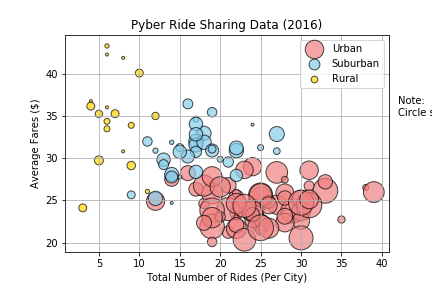 Pyber Ride Sharing Data (2016)
Urban
Suburban
Rural
Note:
Circle s
Average Fares ($)
40
35
30
25
20
5
10
15
20
25
30
35
40
Total Number of Rides (Per City)